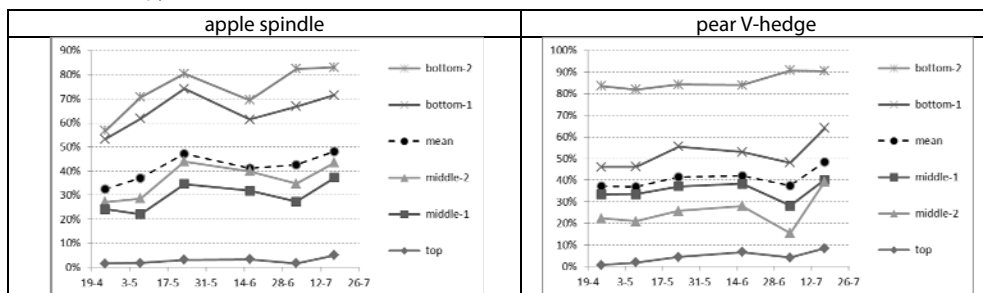 apple spindle
pear V-hedge
90%
80%
70%
60%
50%
40%
30%
20%
10%
0%
19-4 3-5 17-5 31-5 14-6 28-6 12-7 26-7
bottom-2
bottom-1
mean
middle-2
middle-1
top
100%
90%
80%
70%
60%
50%
40%
30%
20%
10%
0%
19-4 3-5 17-5 31-5 14-6 28-6 12-7 26-7
bottom-2
bottom-1
mean
middle-1
middle-2
top